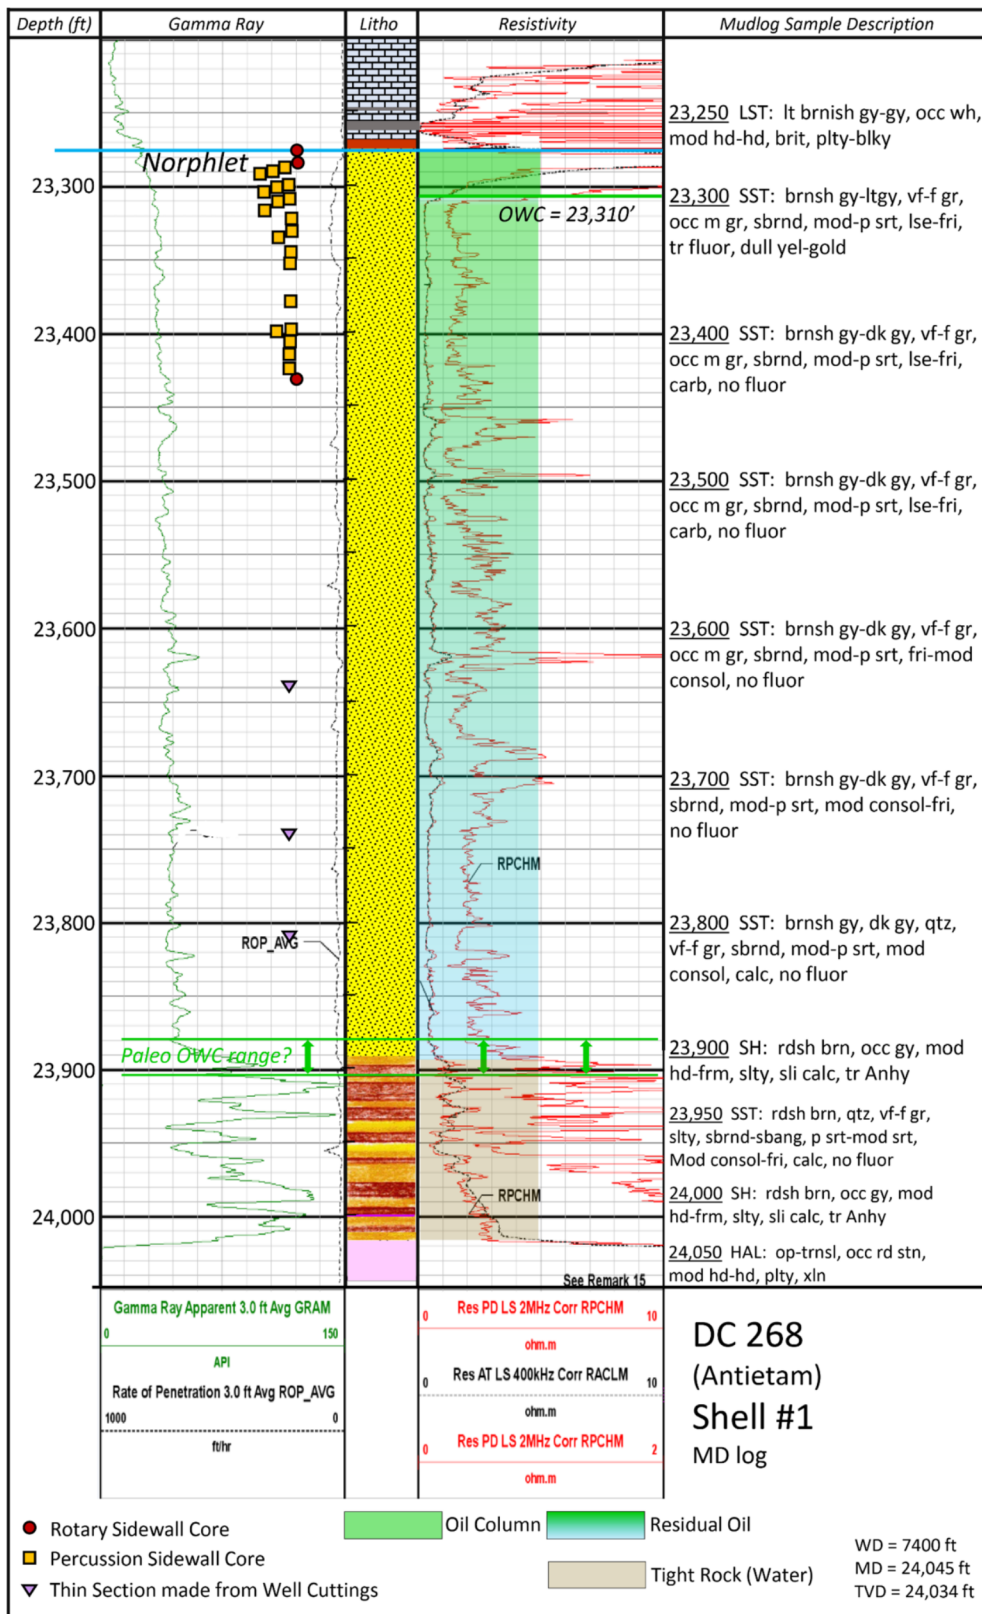 Depth (ft) Gamma Ray Litho Resistivity Mudlog Sample Description
23,250 LST: lt brnish gy-gy, occ wh,
mod hd-hd, brit, plty-blky
Norphlet
23,300
OWC = 23,310'
23,300 SST: brnsh gy-ltgy, vf-f gr,
occ m gr, sbrnd, mod-p srt, lse-fri,
tr fluor, dull yel-gold
23,400
23,400 SST: brnsh gy-dk gy, vf-f gr,
occ m gr, sbrnd, mod-p srt, lse-fri,
carb, no fluor
23,500
23,500 SST: brnsh gy-dk gy, vf-f gr,
occ m gr, sbrnd, mod-p srt, lse-fri,
carb, no fluor
23,600
23,600 SST: brnsh gy-dk gy, vf-f gr,
occ m gr, sbrnd, mod-p srt, fri-mod
consol, no fluor
23,700
23,700 SST: brnsh gy-dk gy, vf-f gr,
sbrnd, mod-p srt, mod consol-fri,
no fluor
RPCHM
23,800
ROP_AVG
23,800 SST: brnsh gy, dk gy, qtz,
vf-f gr, sbrnd, mod-p srt, mod
consol, calc, no fluor
Paleo OWC range?
23,900
23,900 SH: rdsh brn, occ gy, mod
hd-frm, slty, sli calc, tr Anhy
23,950 SST: rdsh brn, qtz, vf-f gr,
slty, sbrnd-sbang, p srt-mod srt,
Mod consol-fri, calc, no fluor
RPCHM
24,000
24,000 SH: rdsh brn, occ gy, mod
hd-frm, slty, sli calc, tr Anhy
24,050 HAL: op-trnsl, occ rd stn,
mod hd-hd, plty, xln
See Remark 15
Gamma Ray Apparent 3.0 ft Avg GRAM
0 150
API
Rate of Penetration 3.0 ft Avg ROP_AVG
1000 0
ft/hr
Res PD LS 2MHz Corr RPCHM
0 10
ohm.m
Res AT LS 400kHz Corr RACLM
0 10
ohm.m
Res PD LS 2MHz Corr RPCHM
0 2
ohm.m
DC 268
(Antietam)
Shell #1
MD log
Rotary Sidewall Core
Percussion Sidewall Core
Thin Section made from Well Cuttings
Oil Column
Residual Oil
Tight Rock (Water)
WD = 7400 ft
MD = 24,045 ft
TVD = 24,034 ft